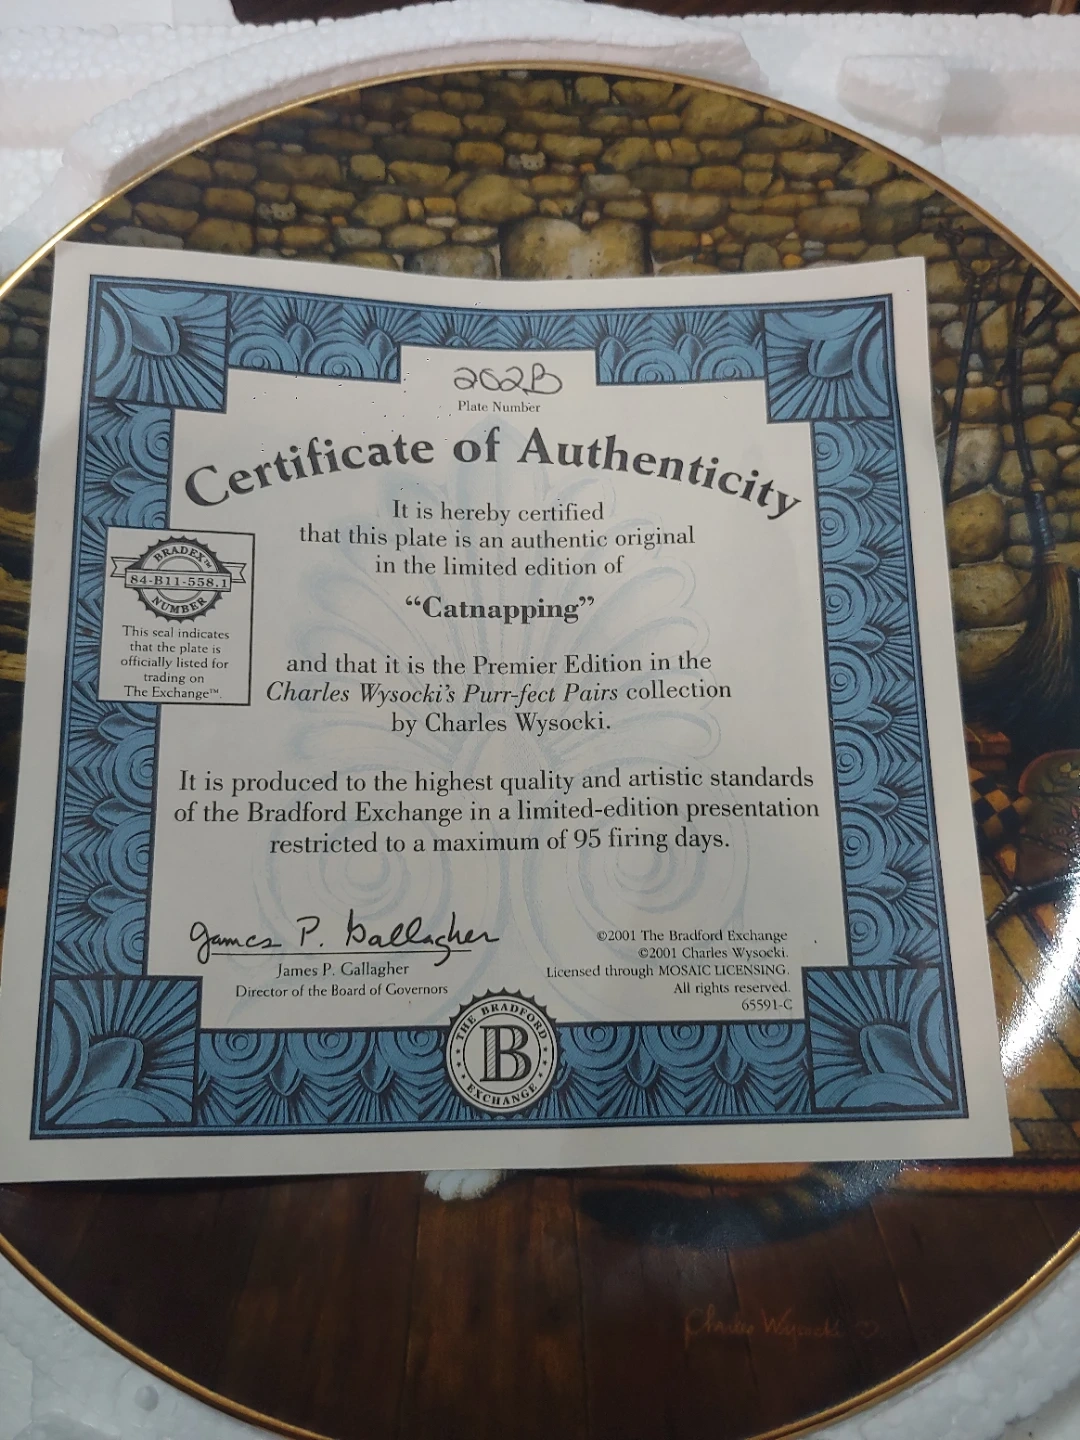 202B
Plate Number
Certificate of Authenticity
It is hereby certified
that this plate is an authentic original
in the limited edition of
“Catnapping”
and that it is the Premier Edition in the
Charles Wysocki's Purr-fect Pairs collection
by Charles Wysocki.
It is produced to the highest quality and artistic standards
of the Bradford Exchange in a limited-edition presentation
restricted to a maximum of 95 firing days.
BRADEX™
84-B11-558.1
NUMBER
This seal indicates
that the plate is
officially listed for
trading on
The Exchange™.
James P. Gallagher
James P. Gallagher
Director of the Board of Governors
©2001 The Bradford Exchange
©2001 Charles Wysocki.
Licensed through MOSAIC LICENSING.
All rights reserved.
65591-C
THE BRADFORD
B
EXCHANGE
Charles Wysocki